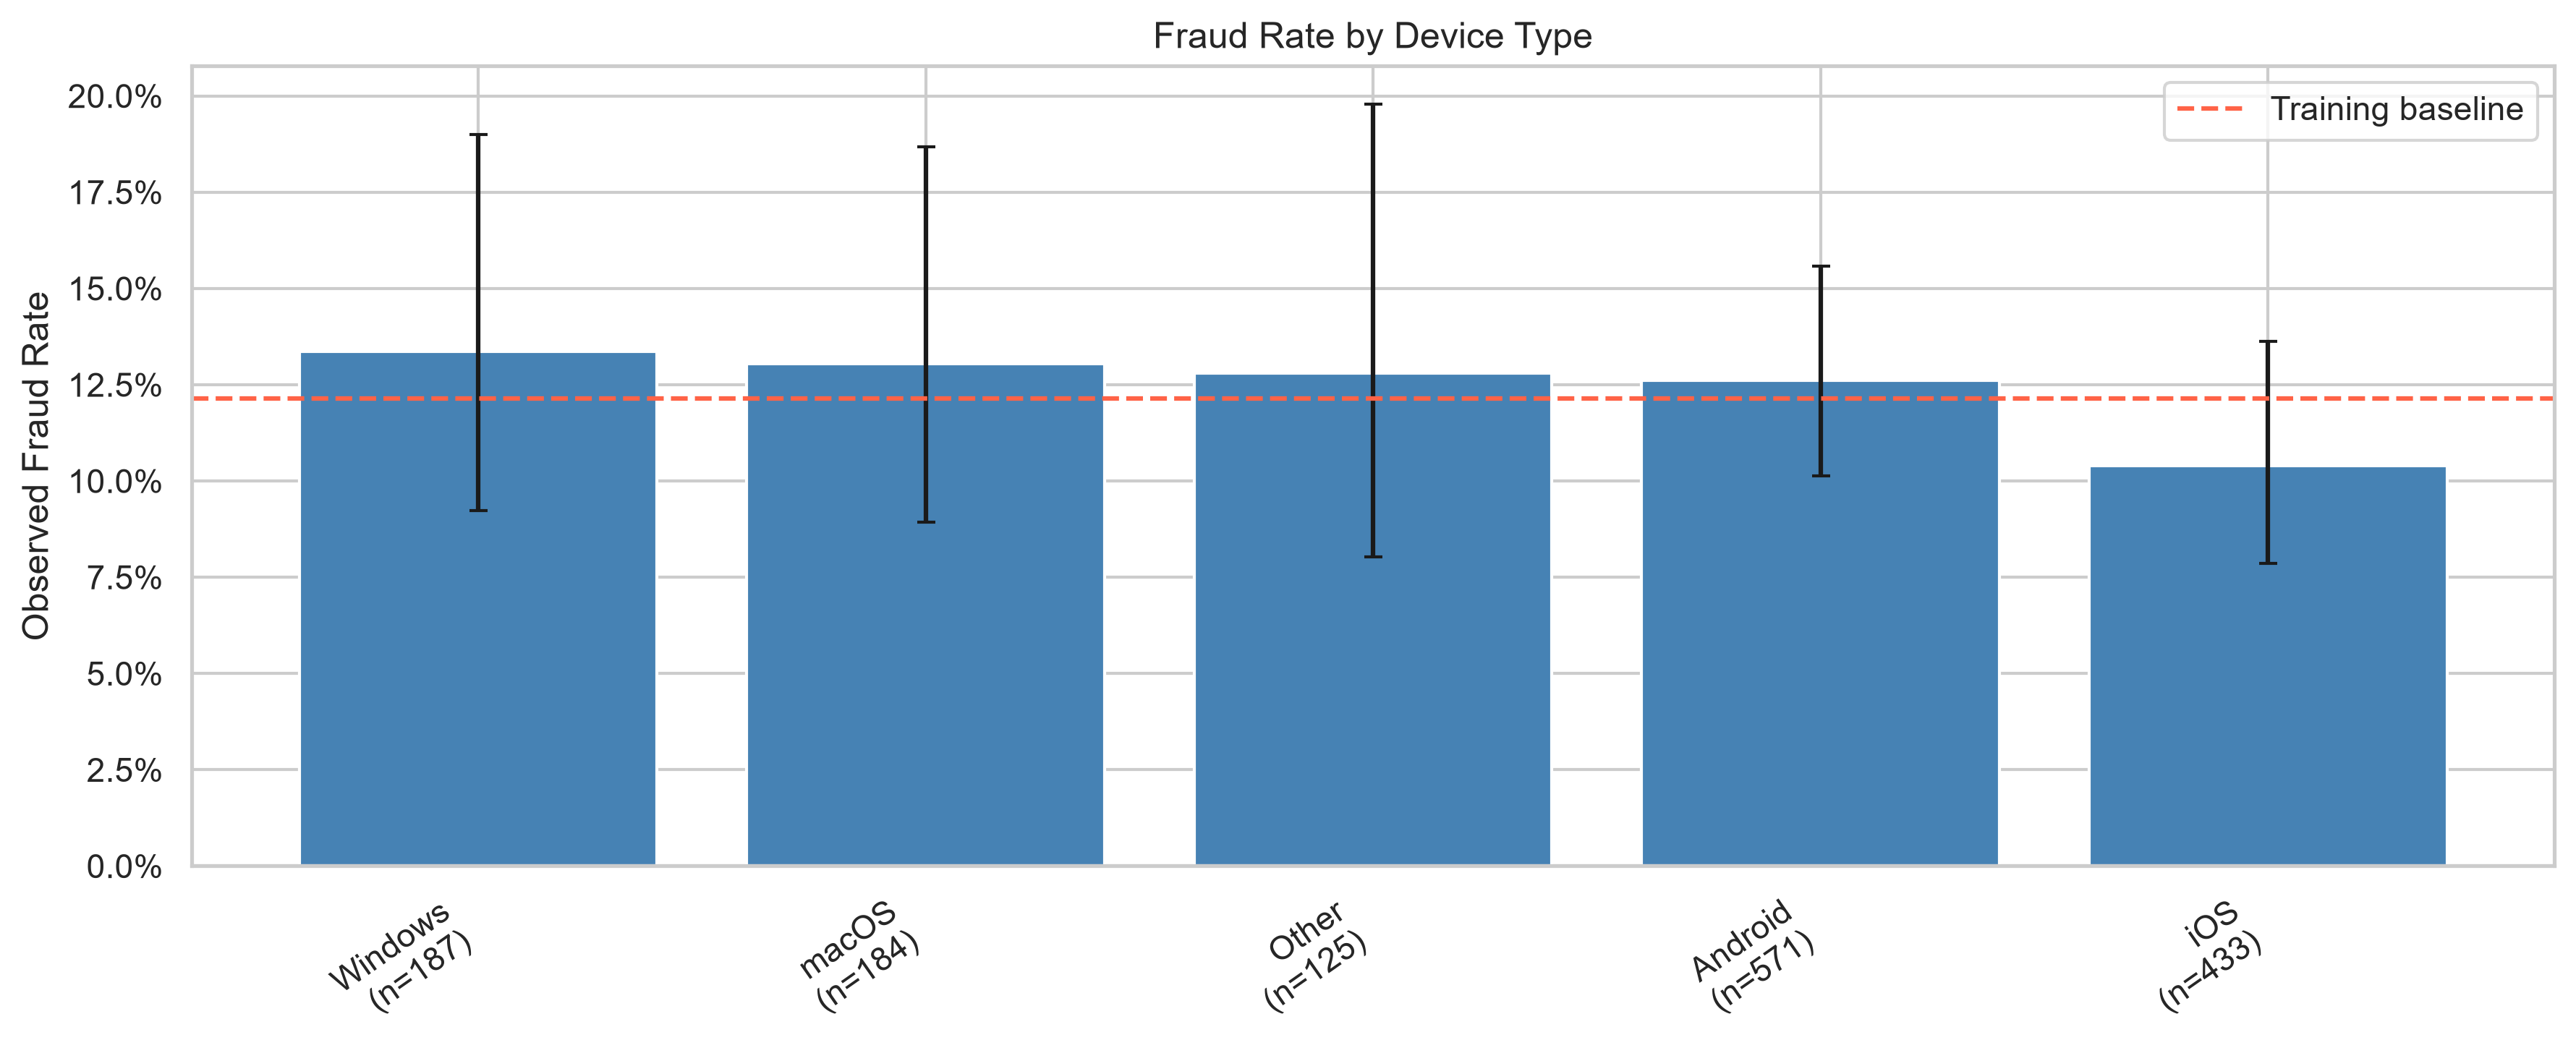 Fraud Rate by Device Type
20.0%
17.5%
15.0%
12.5%
10.0%
7.5%
5.0%
2.5%
0.0%
Observed Fraud Rate
Training baseline
Windows
(n=187)
macOS
(n=184)
Other
(n=125)
Android
(n=571)
iOS
(n=433)